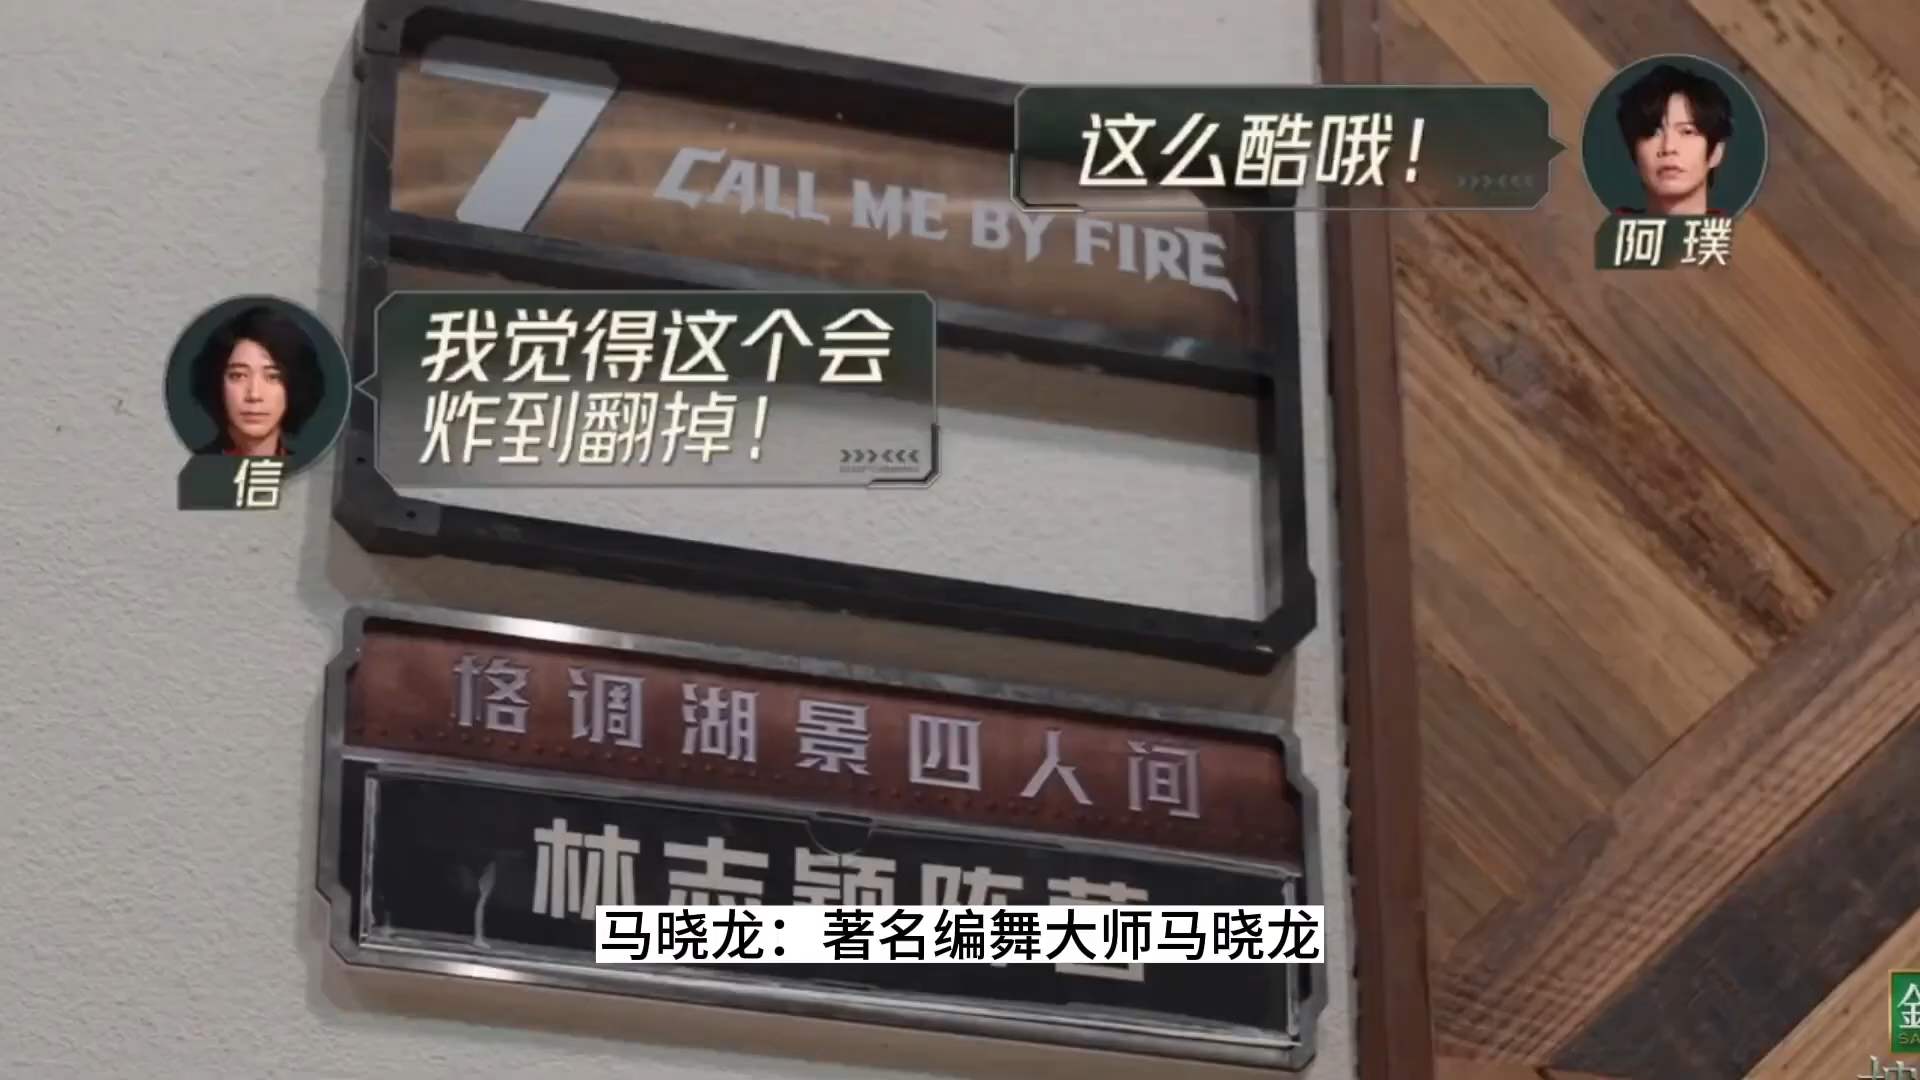 7 CALL ME BY FIRE
这么酷哦！
阿璞
我觉得这个会
炸到翻掉！
信
格调湖景四人间
林志颖
马晓龙：著名编舞大师马晓龙